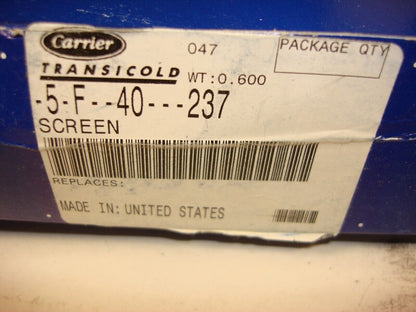 Carrier
047
PACKAGE QTY
TRANSICOLD WT:0.600
-5-F--40---237
SCREEN
REPLACES:
MADE IN: UNITED STATES